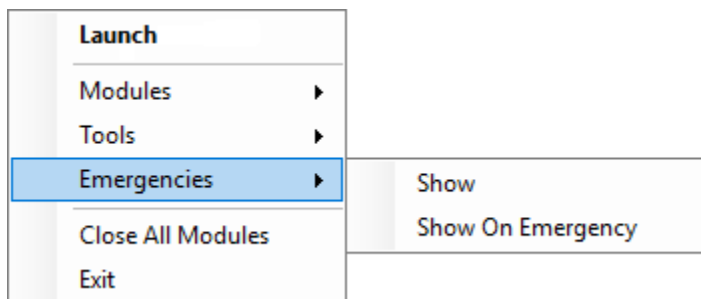 Launch
Modules
Tools
Emergencies
Show
Show On Emergency
Close All Modules
Exit